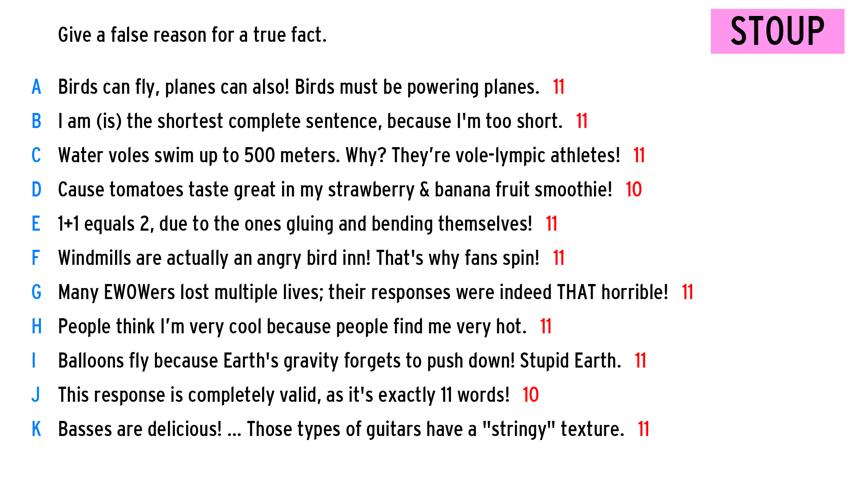 Give a false reason for a true fact.
STOUP
A Birds can fly, planes can also! Birds must be powering planes. 11
B I am (is) the shortest complete sentence, because I'm too short. 11
C Water voles swim up to 500 meters. Why? They’re vole-lympic athletes! 11
D Cause tomatoes taste great in my strawberry & banana fruit smoothie! 10
E 1+1 equals 2, due to the ones gluing and bending themselves! 11
F Windmills are actually an angry bird inn! That's why fans spin! 11
G Many EWOWers lost multiple lives; their responses were indeed THAT horrible! 11
H People think I’m very cool because people find me very hot. 11
I Balloons fly because Earth's gravity forgets to push down! Stupid Earth. 11
J This response is completely valid, as it's exactly 11 words! 10
K Basses are delicious! ... Those types of guitars have a "stringy" texture. 11